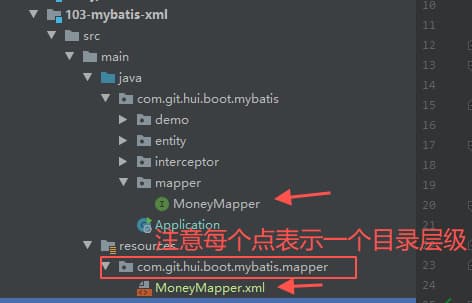 103-mybatis-xml
10
11
src
12
main
13
java
14
com.git.hui.boot.mybatis
15
demo
16
entity
17
interceptor
18
mapper
19
MoneyMapper
20
Application
21
注意每个点表示一个目录层级
resources
22
com.git.hui.boot.mybatis.mapper
23
MoneyMapper.xml
24